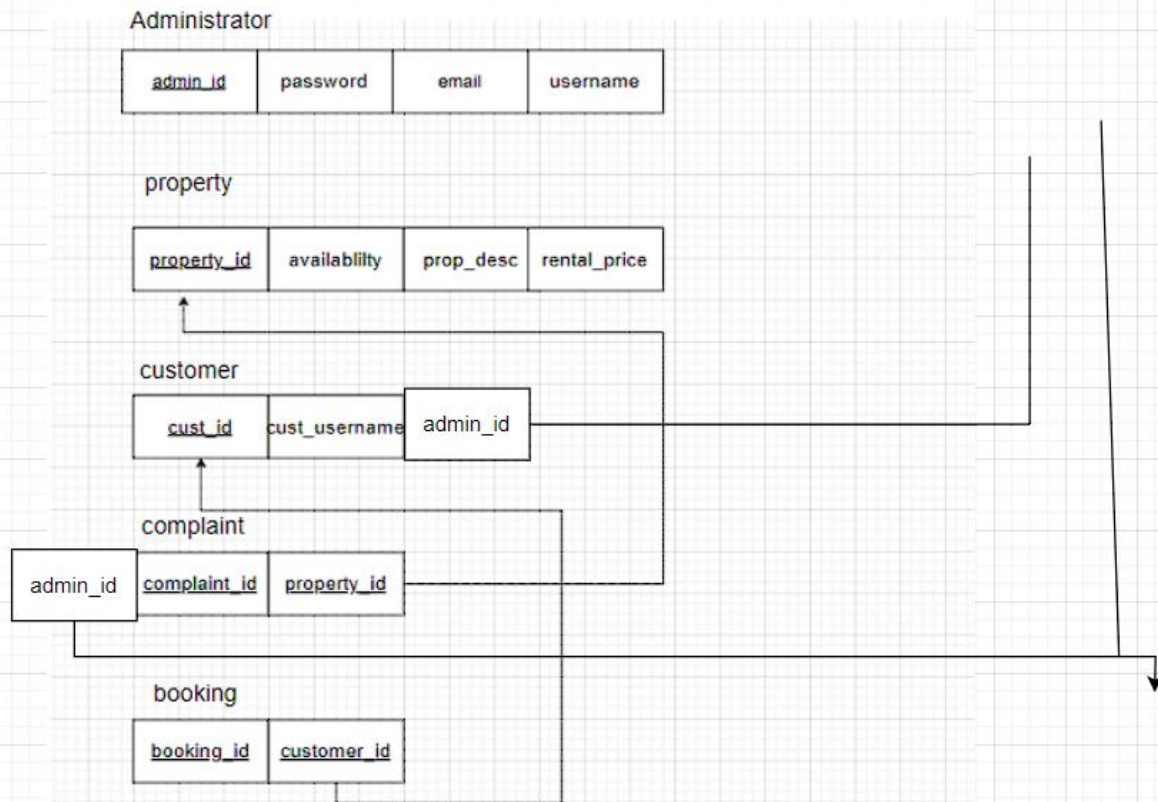 Administrator
admin_id password email username
property
property_id availablilty prop_desc rental_price
customer
cust_id cust_username admin_id
complaint
admin_id complaint_id property_id
booking
booking_id customer_id